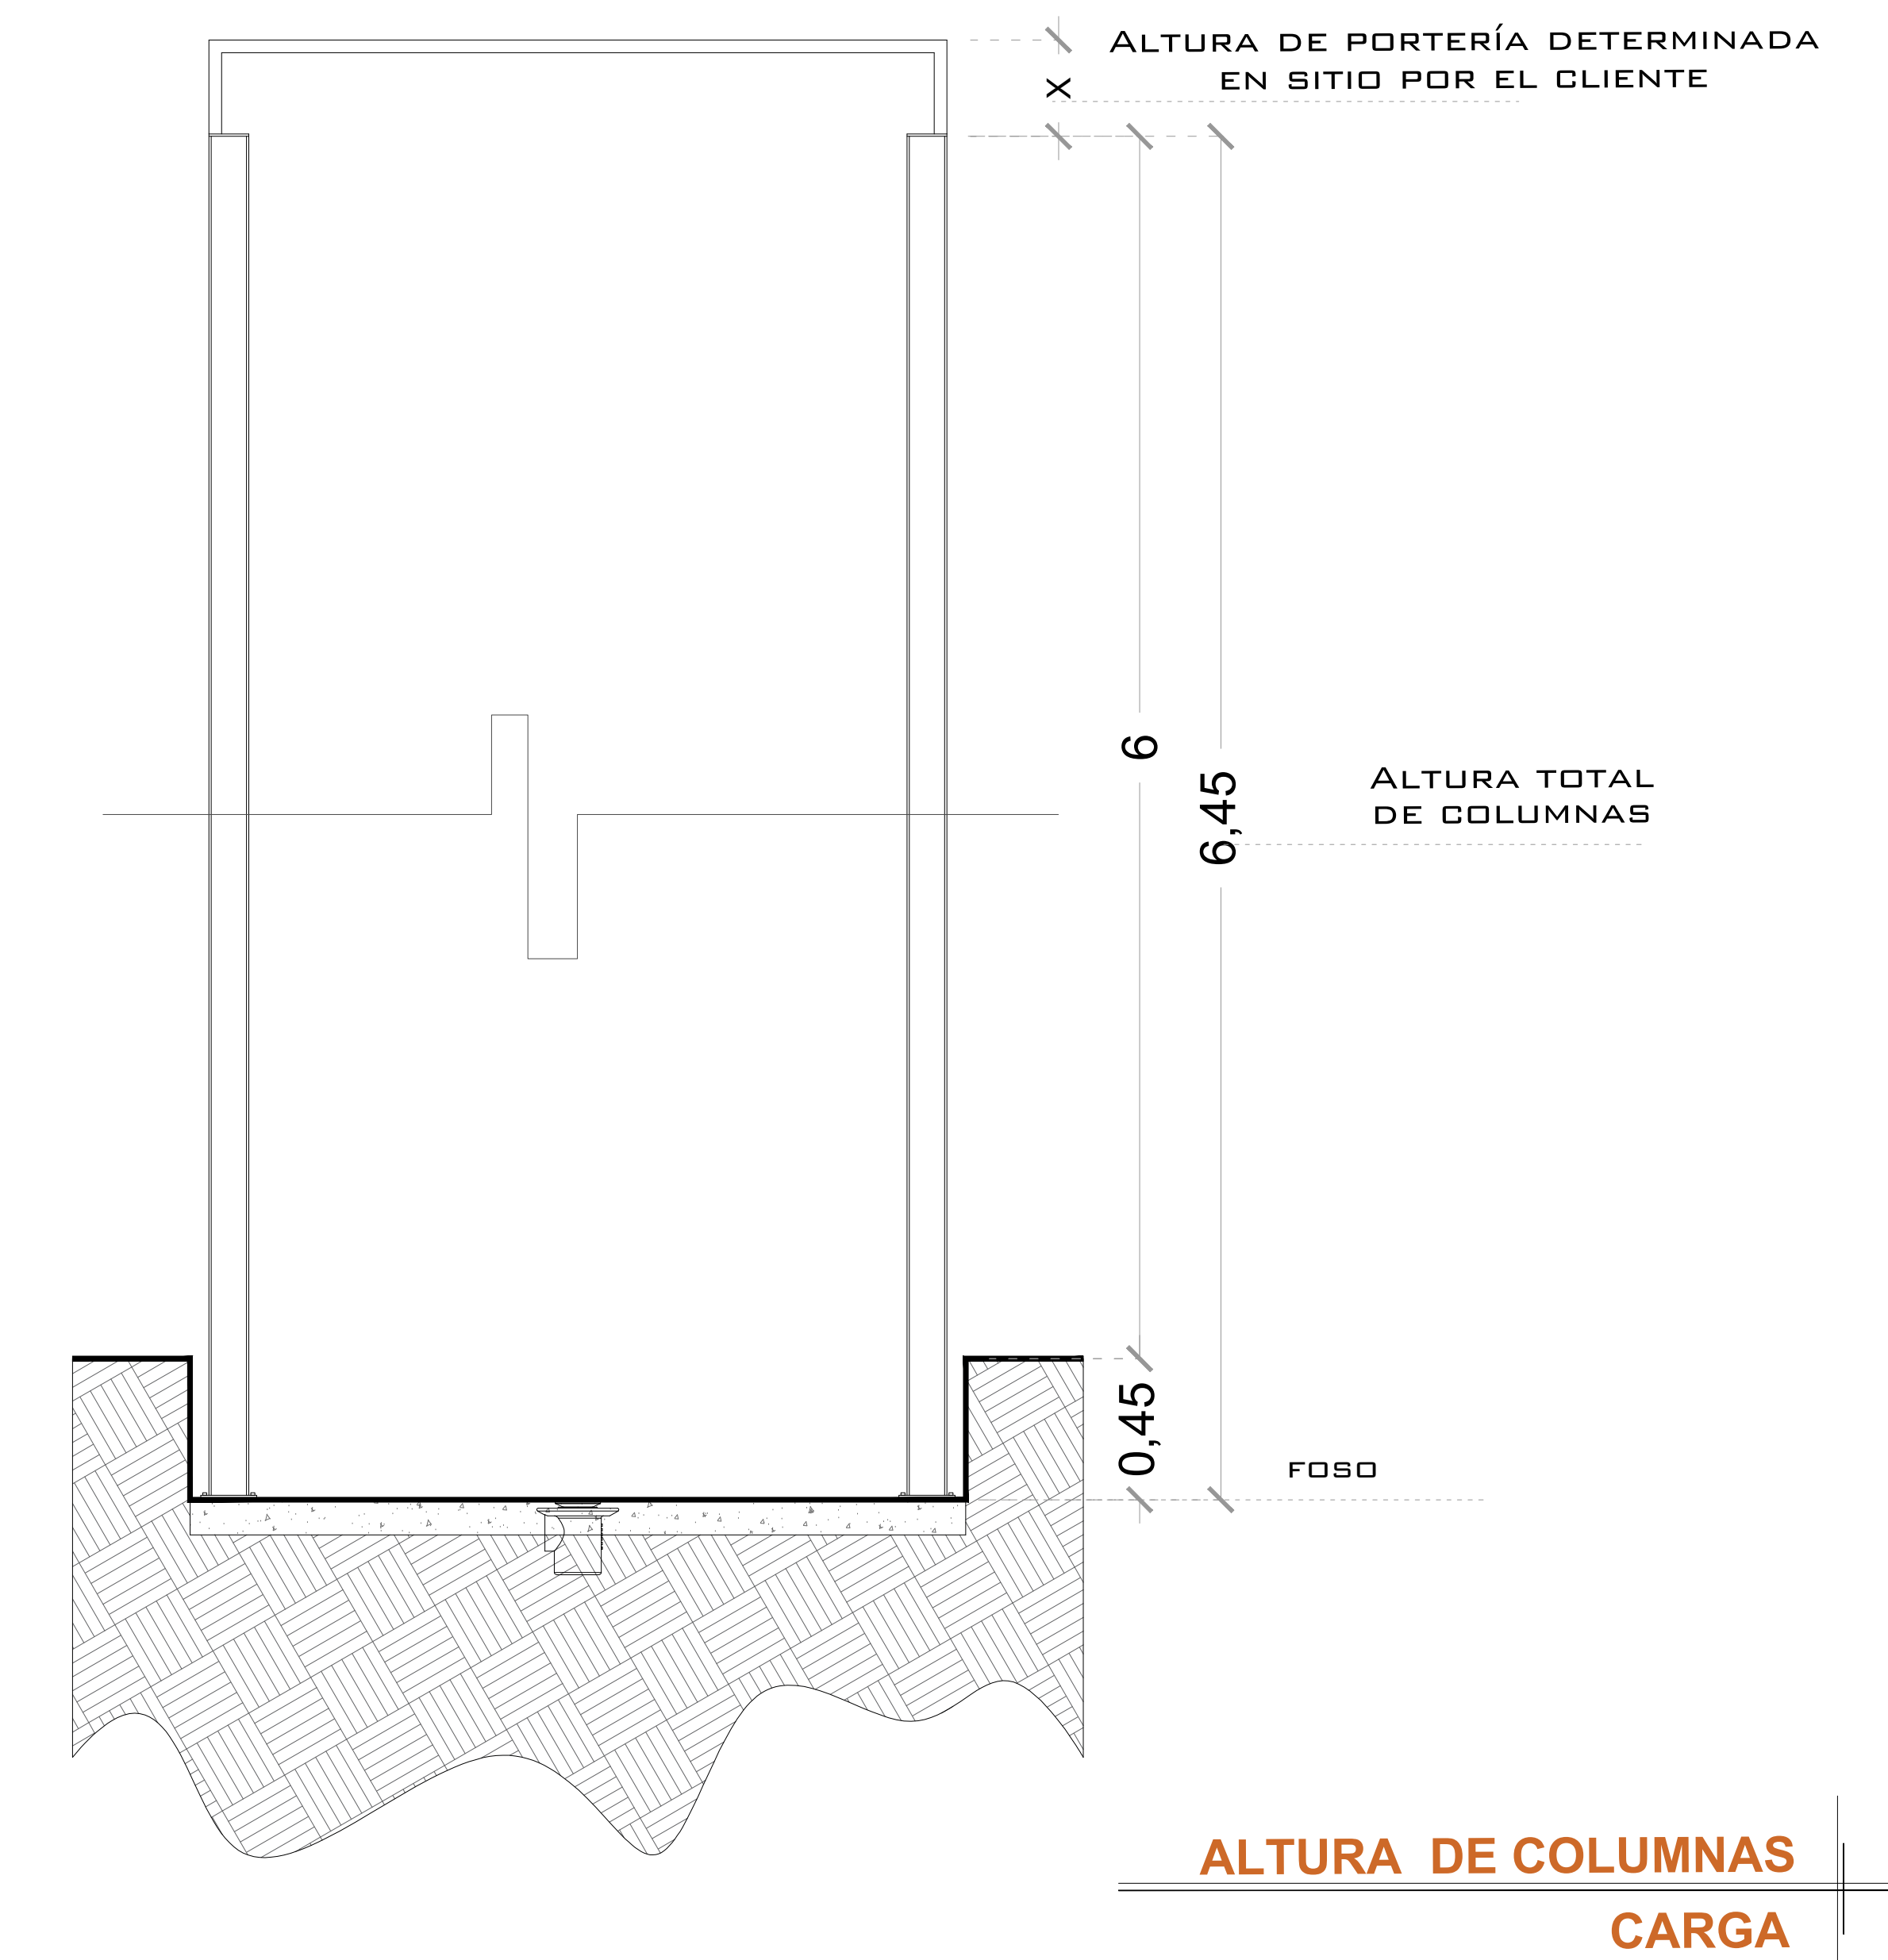 Altura de portería determinada
en sitio por el cliente
x
6
6,45
Altura total
de columnas
0,45
foso
ALTURA DE COLUMNAS
CARGA